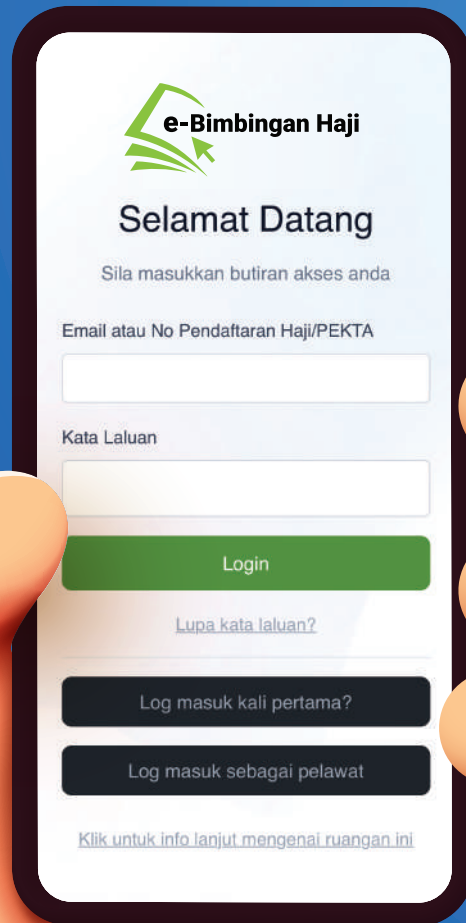 e-Bimbingan Haji
Selamat Datang
Sila masukkan butiran akses anda
Email atau No Pendaftaran Haji/PEKTA
Kata Laluan
Login
Lupa kata laluan?
Log masuk kali pertama?
Log masuk sebagai pelawat
Klik untuk info lanjut mengenai ruangan ini